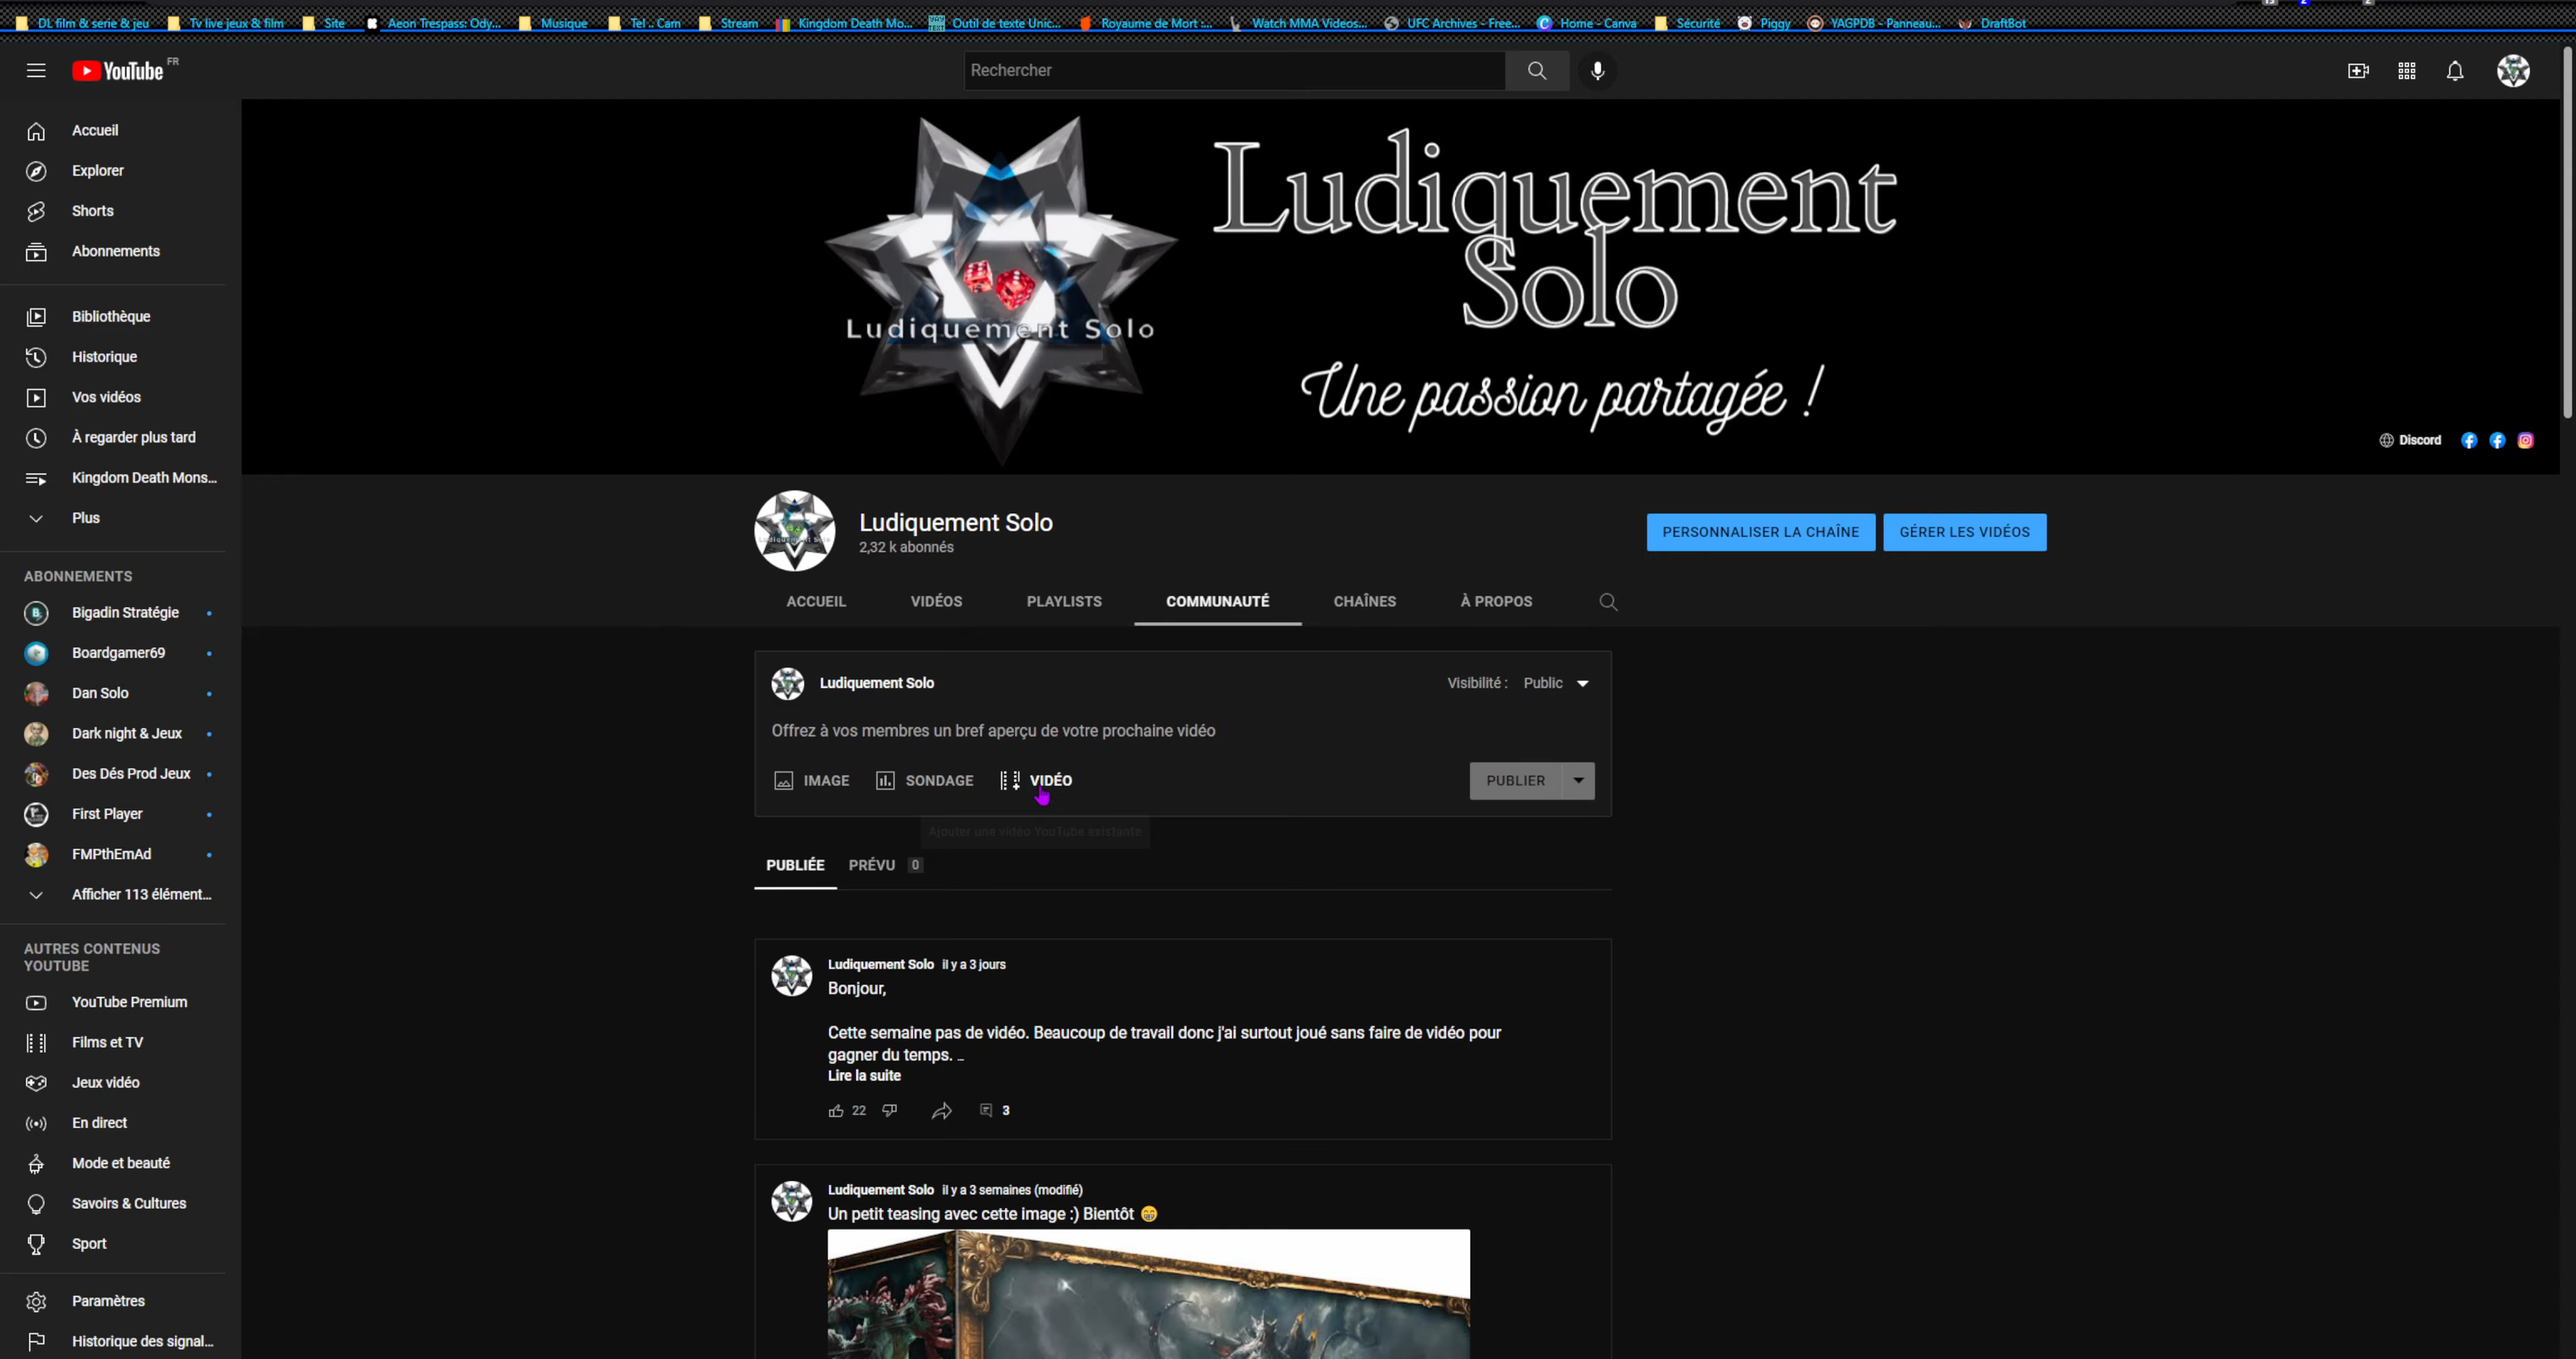 DL film & serie & jeu Tv live jeux & film Site Aeon Trespass: Ody... Musique Tel .. Cam Stream Kingdom Death Mo... Outil de texte Unic... Royaume de Mort .... Watch MMA Videos... UFC Archives - Free... Home - Canva Sécurité Piggy YAGPDB - Panneau... DraftBot
YouTube FR
Rechercher
Accueil
Explorer
Shorts
Abonnements
Bibliothèque
Historique
Vos vidéos
À regarder plus tard
Kingdom Death Mons...
Plus
ABONNEMENTS
Bigadin Stratégie
Boardgamer69
Dan Solo
Dark night & Jeux
Des Dés Prod Jeux
First Player
FMPthEmAd
Afficher 113 élément...
AUTRES CONTENUS
YOUTUBE
YouTube Premium
Films et TV
Jeux vidéo
En direct
Mode et beauté
Savoirs & Cultures
Sport
Paramètres
Historique des signal...
Ludiquement Solo
Ludiquement
Solo
Une passion partagée !
Discord
Ludiquement Solo
2,32 k abonnés
PERSONNALISER LA CHAÎNE GÉRER LES VIDÉOS
ACCUEIL VIDÉOS PLAYLISTS COMMUNAUTÉ CHAÎNES À PROPOS
Ludiquement Solo Visibilité : Public
Offrez à vos membres un bref aperçu de votre prochaine vidéo
IMAGE SONDAGE VIDÉO PUBLIER
Ajouter une vidéo YouTube existante
PUBLIÉE PRÉVU 0
Ludiquement Solo il y a 3 jours
Bonjour,
Cette semaine pas de vidéo. Beaucoup de travail donc j'ai surtout joué sans faire de vidéo pour
gagner du temps. ...
Lire la suite
22 3
Ludiquement Solo il y a 3 semaines (modifié)
Un petit teasing avec cette image :) Bientôt 😁